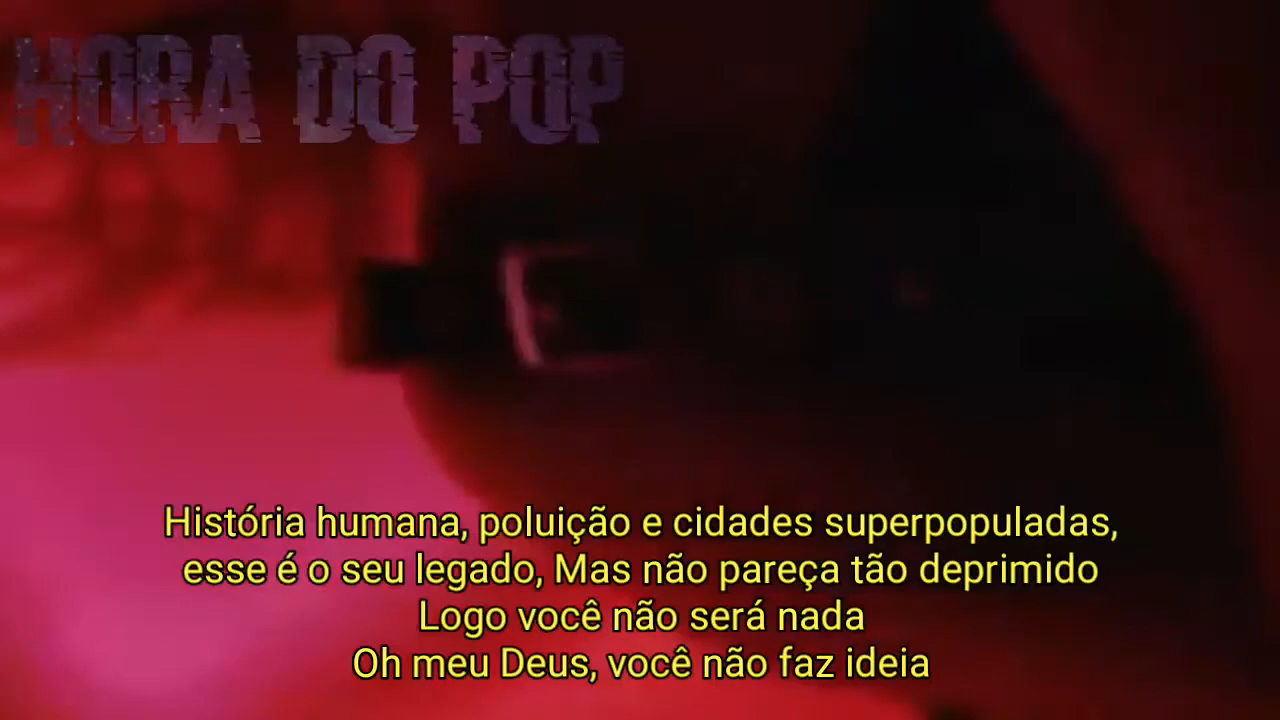 HORA DO POP
História humana, poluição e cidades superpopuladas,
esse é o seu legado, Mas não pareça tão deprimido
Logo você não será nada
Oh meu Deus, você não faz ideia